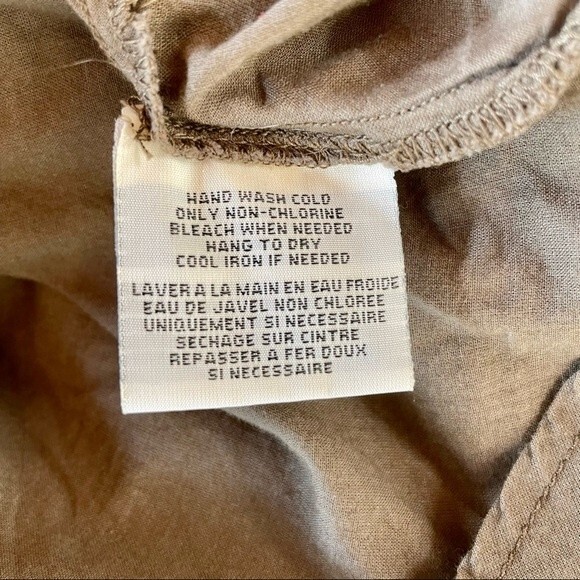 HAND WASH COLD
ONLY NON-CHLORINE
BLEACH WHEN NEEDED
HANG TO DRY
COOL IRON IF NEEDED
LAVER A LA MAIN EN EAU FROIDE
EAU DE JAVEL NON CHLOREE
UNIQUEMENT SI NECESSAIRE
SECHAGE SUR CINTRE
REPASSER A FER DOUX
SI NECESSAIRE